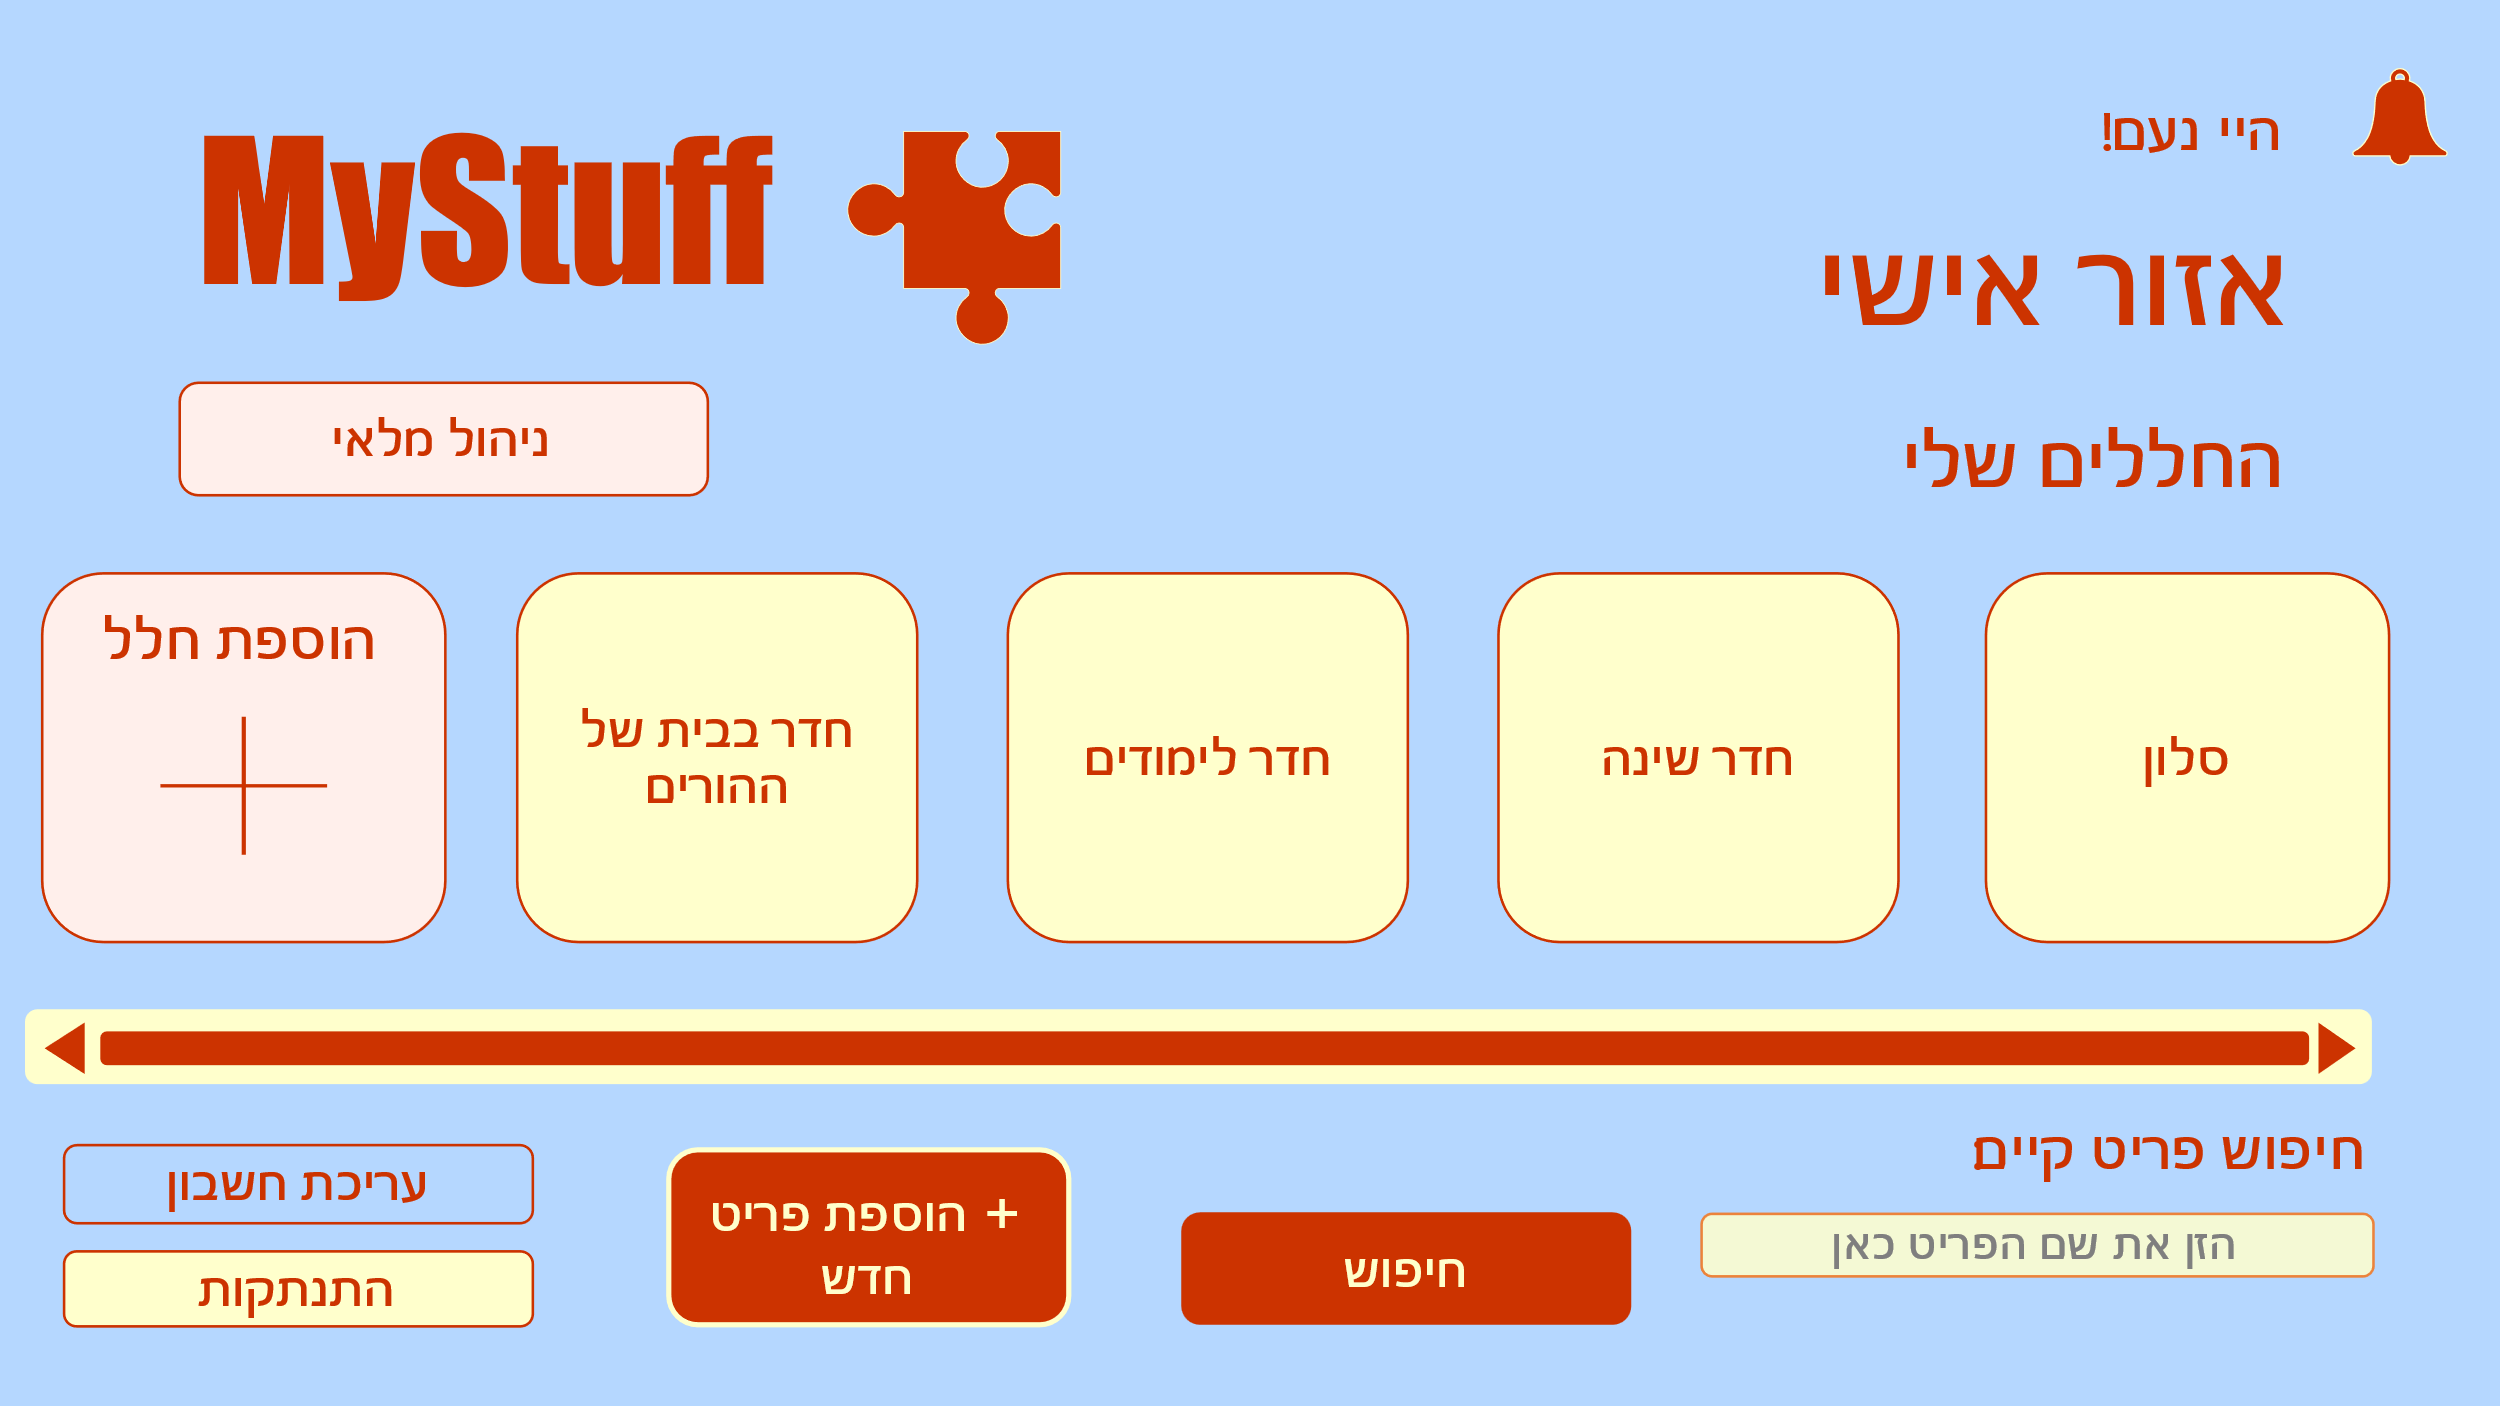 היי נעם!
MyStuff
אזור אישי
ניהול מלאי
החללים שלי
סלון
חדר שינה
חדר לימודים
חדר בבית של
ההורים
הוספת חלל
חיפוש פריט קיים:
הזן את שם הפריט כאן
חיפוש
+ הוספת פריט
חדש
עריכת חשבון
התנתקות